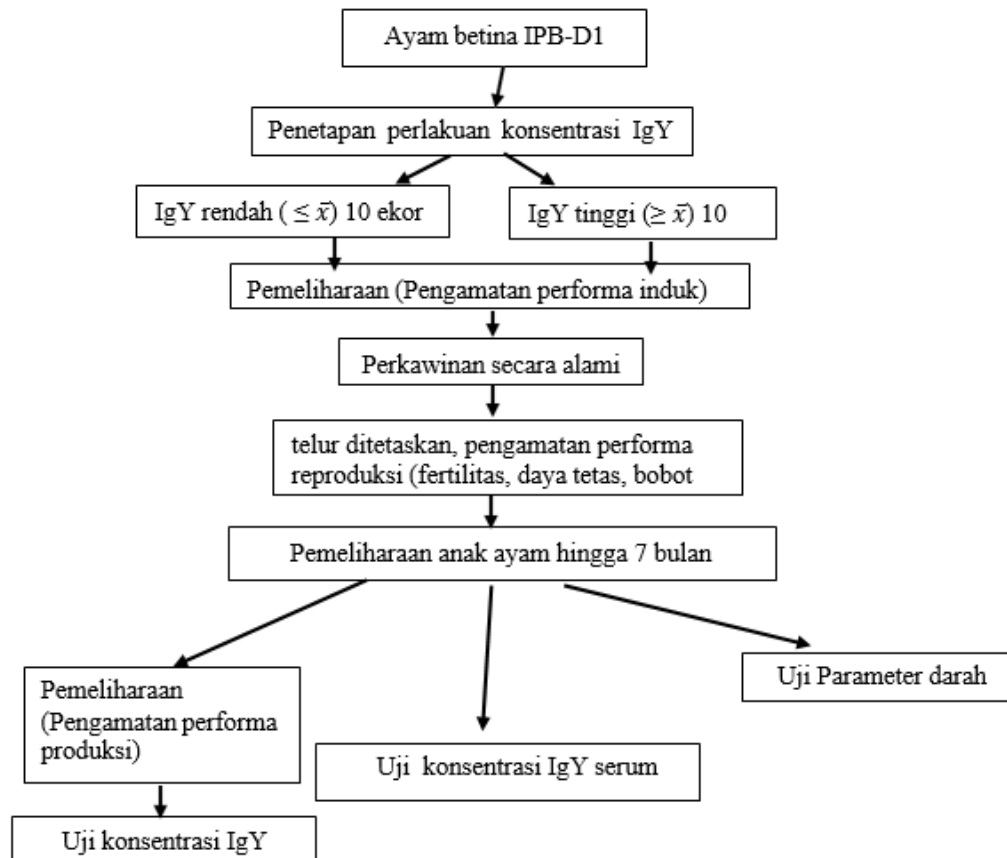 Ayam betina IPB-D1
Penetapan perlakuan konsentrasi IgY
IgY rendah ( ≤ x̄) 10 ekor
IgY tinggi (≥ x̄) 10
Pemeliharaan (Pengamatan performa induk)
Perkawinan secara alami
telur ditetaskan, pengamatan performa
reproduksi (fertilitas, daya tetas, bobot
Pemeliharaan anak ayam hingga 7 bulan
Pemeliharaan
(Pengamatan performa
produksi)
Uji konsentrasi IgY serum
Uji Parameter darah
Uji konsentrasi IgY